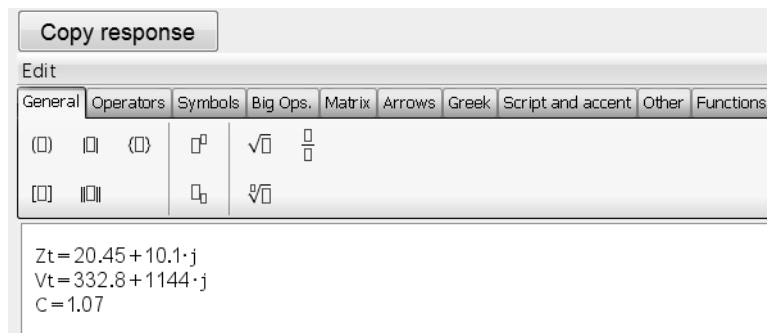 Copy response
Edit
General Operators Symbols Big Ops. Matrix Arrows Greek Script and accent Other Functions
(▯) |▯| {▯} ▯▯ √▯ ▯/▯
[▯] ‖▯‖ ▯▯ ▯√▯
Zt=20.45+10.1·j
Vt=332.8+1144·j
C=1.07